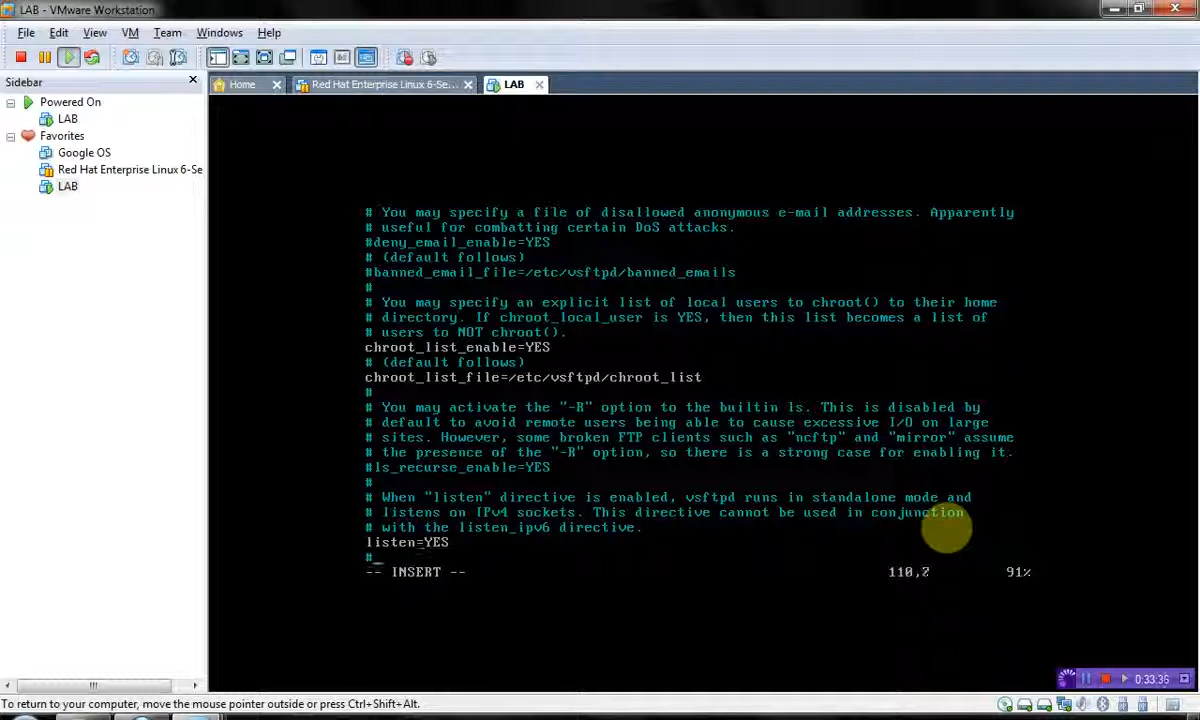 LAB - VMware Workstation
File Edit View VM Team Windows Help
Sidebar
Home
Red Hat Enterprise Linux 6-Se...
LAB
Powered On
LAB
Favorites
Google OS
Red Hat Enterprise Linux 6-Se
LAB
# You may specify a file of disallowed anonymous e-mail addresses. Apparently
# useful for combatting certain DoS attacks.
#deny_email_enable=YES
# (default follows)
#banned_email_file=/etc/vsftpd/banned_emails
#
# You may specify an explicit list of local users to chroot() to their home
# directory. If chroot_local_user is YES, then this list becomes a list of
# users to NOT chroot().
chroot_list_enable=YES
# (default follows)
chroot_list_file=/etc/vsftpd/chroot_list
#
# You may activate the "-R" option to the builtin ls. This is disabled by
# default to avoid remote users being able to cause excessive I/O on large
# sites. However, some broken FTP clients such as "ncftp" and "mirror" assume
# the presence of the "-R" option, so there is a strong case for enabling it.
#ls_recurse_enable=YES
#
# When "listen" directive is enabled, vsftpd runs in standalone mode and
# listens on IPv4 sockets. This directive cannot be used in conjunction
# with the listen_ipv6 directive.
listen=YES
#
-- INSERT -- 110,2 91%
0:33:36
To return to your computer, move the mouse pointer outside or press Ctrl+Shift+Alt.